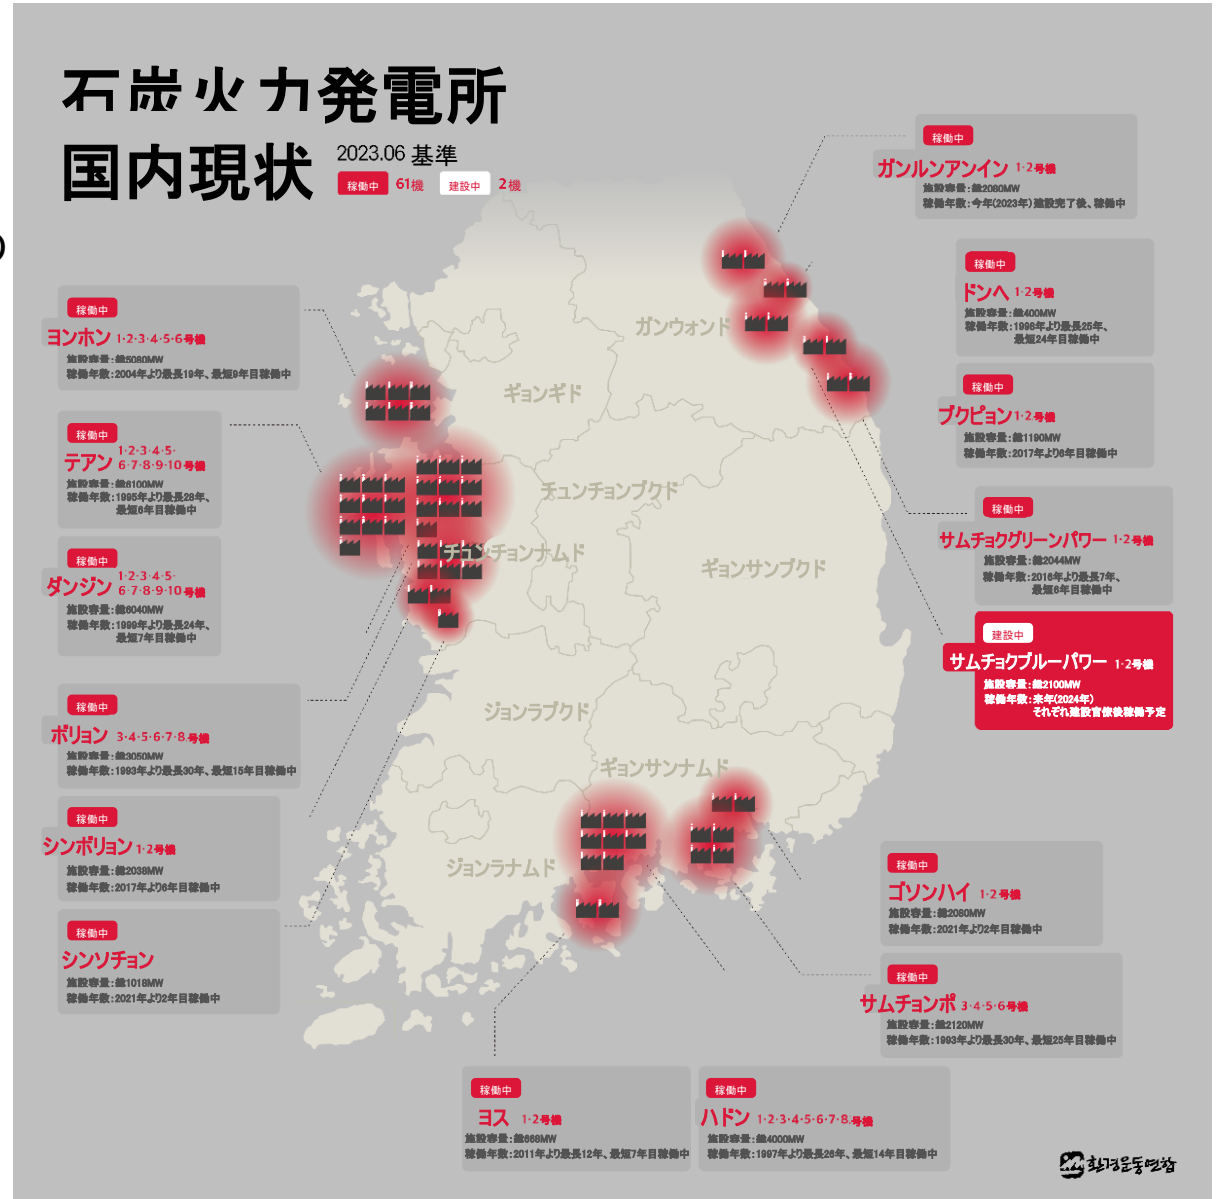 石炭火力発電所
国内現状
2023.06 基準
稼働中 61機 建設中 2機
稼働中
ヨンホン 1·2·3·4·5·6号機
施設容量：総5080MW
稼働年数：2004年より最長19年、最短9年目稼働中
稼働中
テアン 1·2·3·4·5·
6·7·8·9·10号機
施設容量：総6100MW
稼働年数：1995年より最長28年、
最短6年目稼働中
稼働中
ダンジン 1·2·3·4·5·
6·7·8·9·10号機
施設容量：総6040MW
稼働年数：1999年より最長24年、
最短7年目稼働中
稼働中
ボリョン 3·4·5·6·7·8.号機
施設容量：総3050MW
稼働年数：1993年より最長30年、最短15年目稼働中
稼働中
シンボリョン 1·2号機
施設容量：総2038MW
稼働年数：2017年より6年目稼働中
稼働中
シンソチョン
施設容量：総1018MW
稼働年数：2021年より2年目稼働中
ガンウォンド
ギョンギド
チュンチョンブクド
チュンチョンナムド
ギョンサンブクド
ジョンラブクド
ギョンサンナムド
ジョンラナムド
稼働中
ガンルンアンイン 1·2·号機
施設容量：総2080MW
稼働年数：今年(2023年)建設完了後、稼働中
稼働中
ドンへ 1·2·号機
施設容量：総400MW
稼働年数：1998年より最長25年、
最短24年目稼働中
稼働中
ブクピョン 1·2.号機
施設容量：総1190MW
稼働年数：2017年より6年目稼働中
稼働中
サムチョクグリーンパワー 1·2号機
施設容量：総2044MW
稼働年数：2016年より最長7年、
最短6年目稼働中
建設中
サムチョクブルーパワー 1·2号機
施設容量：総2100MW
稼働年数：来年(2024年)
それぞれ建設完了後稼働予定
稼働中
ゴソンハイ 1·2号機
施設容量：総2080MW
稼働年数：2021年より2年目稼働中
稼働中
サムチョンポ 3·4·5·6号機
施設容量：総2120MW
稼働年数：1993年より最長30年、最短25年目稼働中
稼働中
ヨス 1·2号機
施設容量：総668MW
稼働年数：2011年より最長12年、最短7年目稼働中
稼働中
ハドン 1·2·3·4·5·6·7·8.号機
施設容量：総4000MW
稼働年数：1997年より最長26年、最短14年目稼働中
환경운동연합